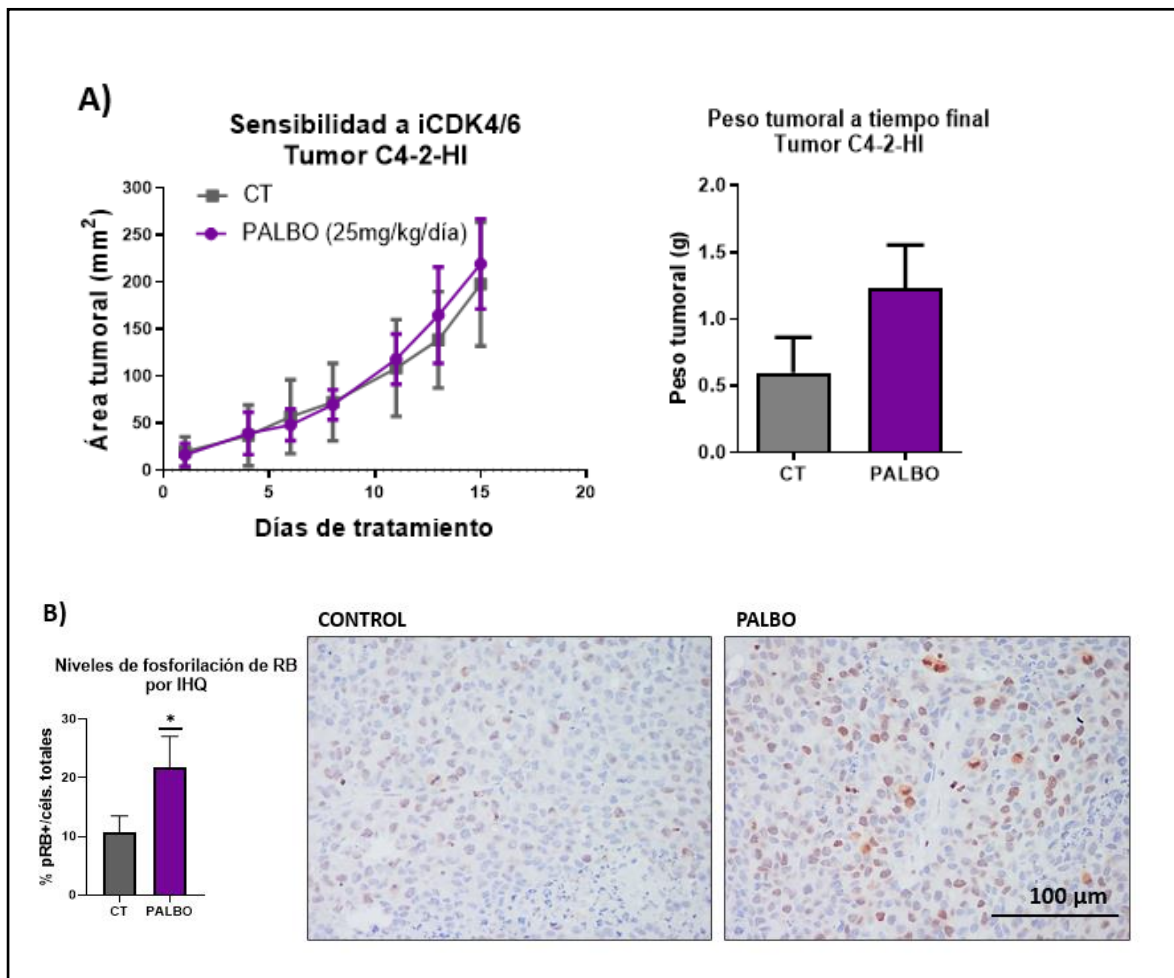 A)
Sensibilidad a iCDK4/6
Tumor C4-2-HI
Área tumoral (mm²)
300
250
200
150
100
50
0
CT
PALBO (25mg/kg/día)
0 5 10 15 20
Días de tratamiento
Peso tumoral a tiempo final
Tumor C4-2-HI
Peso tumoral (g)
2.0
1.5
1.0
0.5
0.0
CT PALBO
B)
Niveles de fosforilación de RB
por IHQ
% pRB+/céls. totales
30
20
10
0
*
CT PALBO
CONTROL
PALBO
100 µm